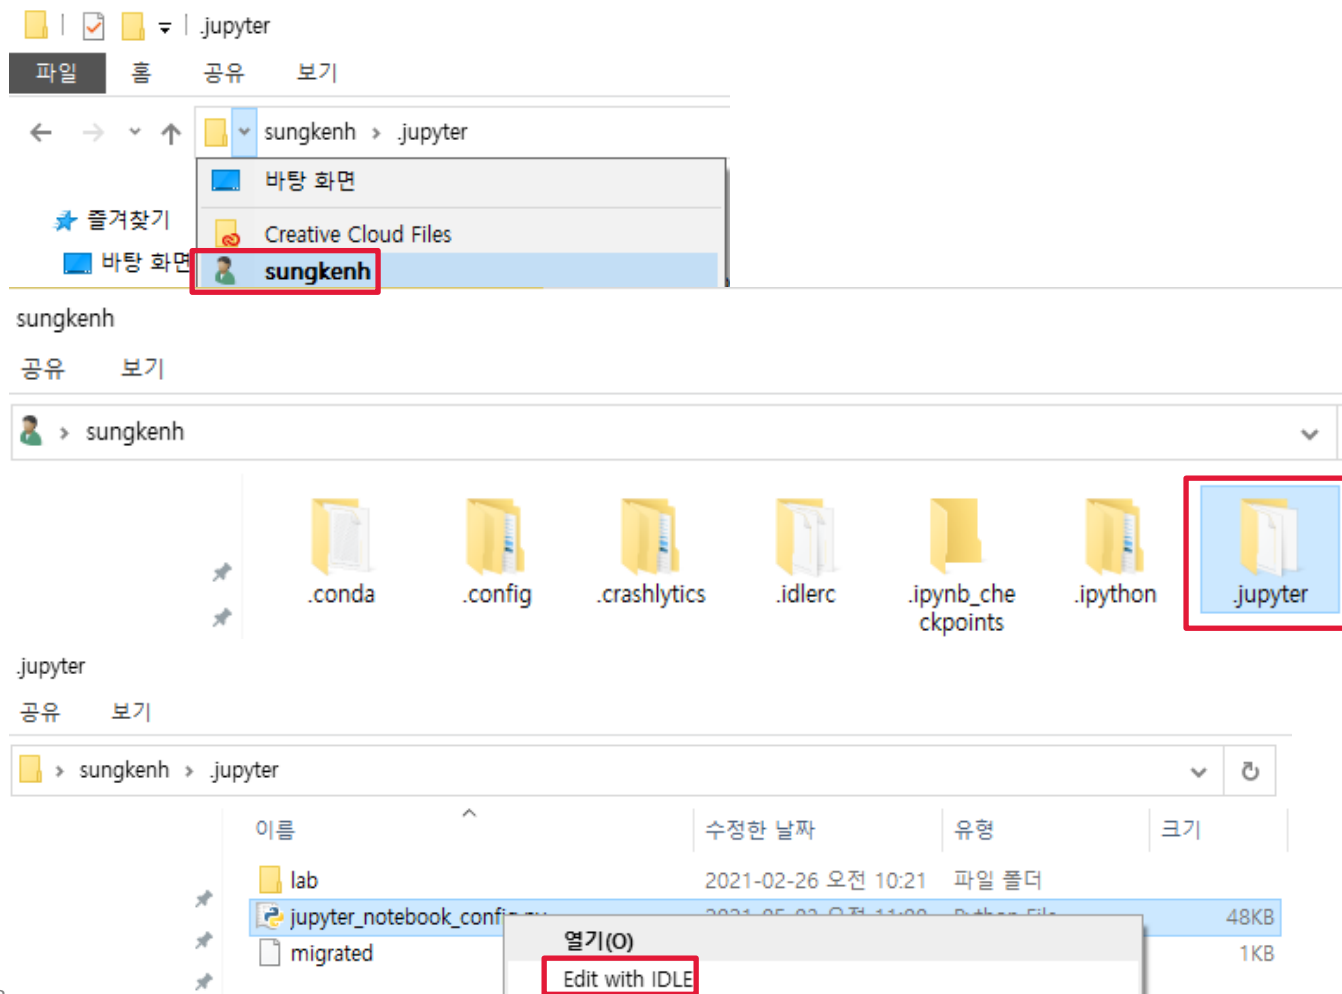 .jupyter
파일 홈 공유 보기
sungkenh > .jupyter
바탕 화면
즐겨찾기
Creative Cloud Files
바탕 화면
sungkenh
sungkenh
공유 보기
> sungkenh
.conda .config .crashlytics .idlerc .ipynb_che .ipython .jupyter
ckpoints
.jupyter
공유 보기
> sungkenh > .jupyter
이름 수정한 날짜 유형 크기
lab 2021-02-26 오전 10:21 파일 폴더
jupyter_notebook_config.py 48KB
열기(O)
migrated 1KB
Edit with IDLE